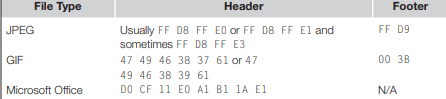 File Type Header Footer
JPEG Usually FF D8 FF E0 or FF D8 FF E1 and FF D9
sometimes FF D8 FF E3
GIF 47 49 46 38 37 61 or 47 00 3B
49 46 38 39 61
Microsoft Office D0 CF 11 E0 A1 B1 1A E1 N/A